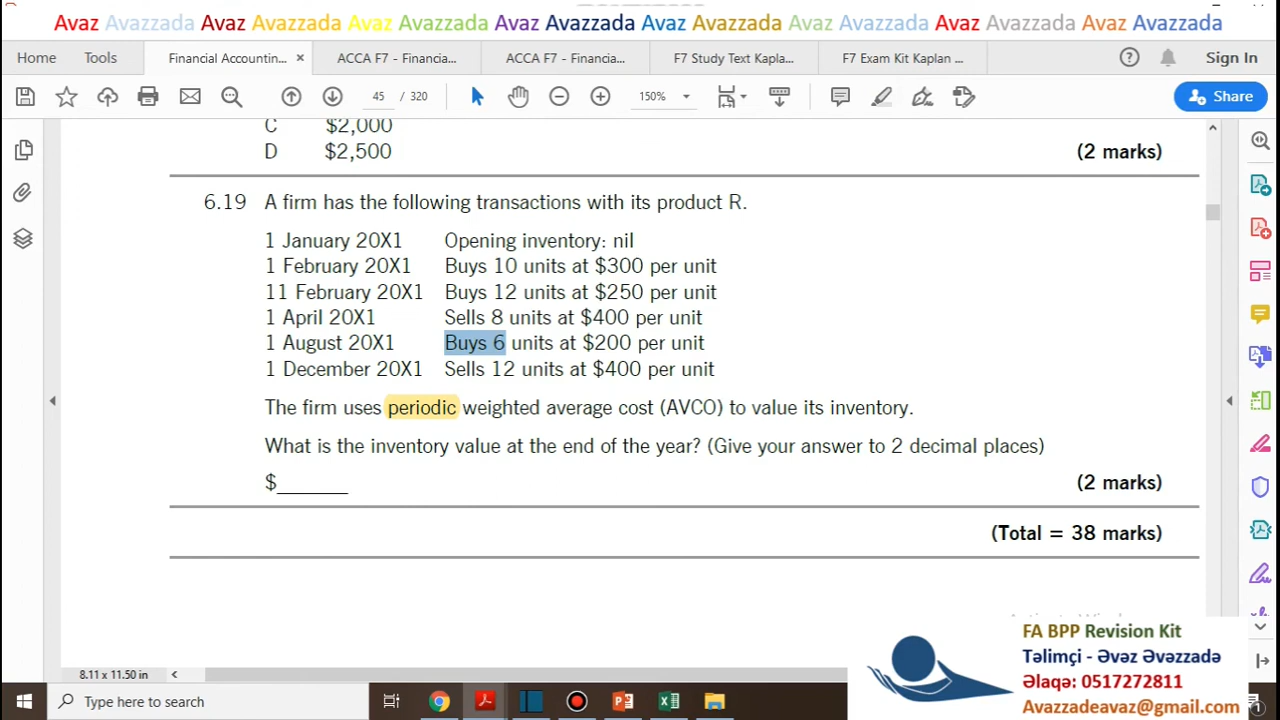 Avaz Avazzada Avaz Avazzada Avaz Avazzada Avaz Avazzada Avaz Avazzada Avaz Avazzada Avaz Avazzada Avaz Avazzada
Home Tools Financial Accountin... × ACCA F7 - Financia... ACCA F7 - Financia... F7 Study Text Kapla... F7 Exam Kit Kaplan ... Sign In
45 / 320 150% Share
C $2,000
D $2,500 (2 marks)
6.19 A firm has the following transactions with its product R.
1 January 20X1 Opening inventory: nil
1 February 20X1 Buys 10 units at $300 per unit
11 February 20X1 Buys 12 units at $250 per unit
1 April 20X1 Sells 8 units at $400 per unit
1 August 20X1 Buys 6 units at $200 per unit
1 December 20X1 Sells 12 units at $400 per unit
The firm uses periodic weighted average cost (AVCO) to value its inventory.
What is the inventory value at the end of the year? (Give your answer to 2 decimal places)
$______ (2 marks)
(Total = 38 marks)
FA BPP Revision Kit
Təlimçi - Əvəz Əvəzzadə
Əlaqə: 0517272811
Avazzadeavaz@gmail.com
8.11 x 11.50 in
Type here to search